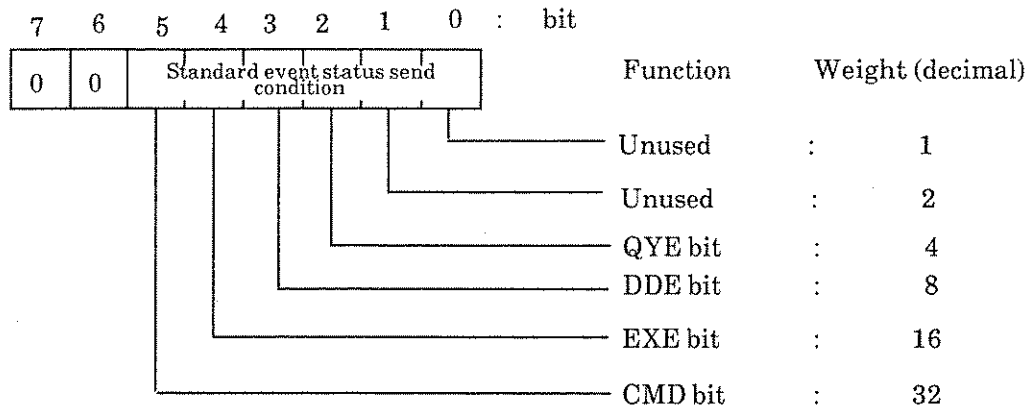 7 6 5 4 3 2 1 0 : bit
0 0 Standard event status send
condition
Function Weight (decimal)
Unused : 1
Unused : 2
QYE bit : 4
DDE bit : 8
EXE bit : 16
CMD bit : 32